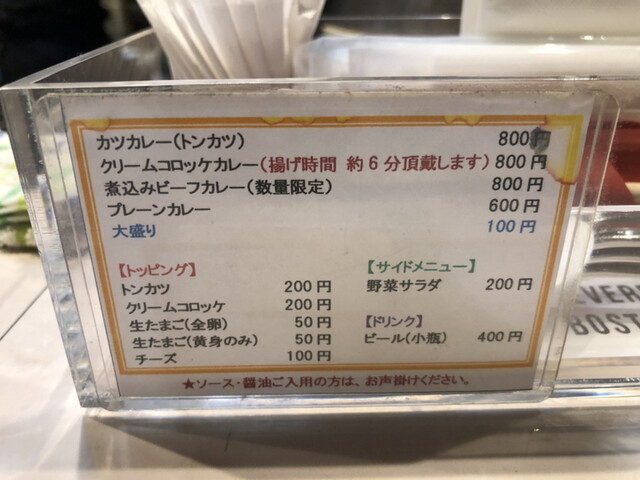 カツカレー(トンカツ) 800円
クリームコロッケカレー(揚げ時間 約6分頂戴します) 800円
煮込みビーフカレー(数量限定) 800円
プレーンカレー 600円
大盛り 100円
【トッピング】
トンカツ 200円
クリームコロッケ 200円
生たまご(全卵) 50円
生たまご(黄身のみ) 50円
チーズ 100円
【サイドメニュー】
野菜サラダ 200円
【ドリンク】
ビール(小瓶) 400円
★ソース・醤油ご入用の方は、お声掛けください。
BOST